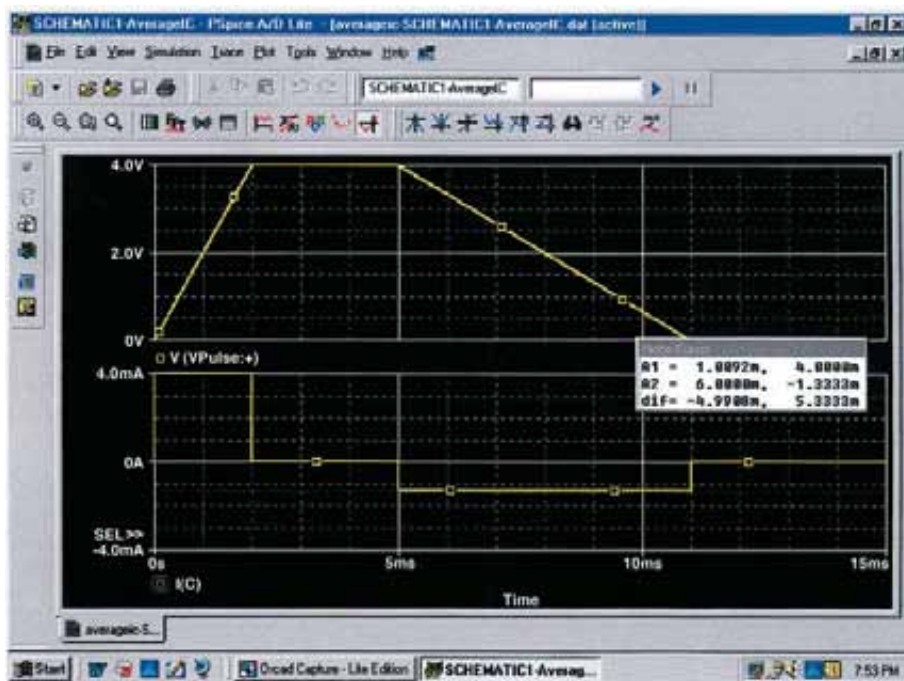 SCHEMATIC1-AverageIC - PSpice A/D Lite - [averageic-SCHEMATIC1-AverageIC.dat (active)]
File Edit View Simulation Trace Plot Tools Window Help
SCHEMATIC1-AverageIC
4.0V
2.0V
0V
V (VPulse:+)
A1 = 1.0092m, 4.0000m
A2 = 6.0000m, -1.3333m
dif= -4.9908m, 5.3333m
4.0mA
0A
SEL>>
-4.0mA
0s 5ms 10ms 15ms
I(C)
Time
averageic-S...
Start Orcad Capture - Lite Edition SCHEMATIC1-Averag... 7:53 PM